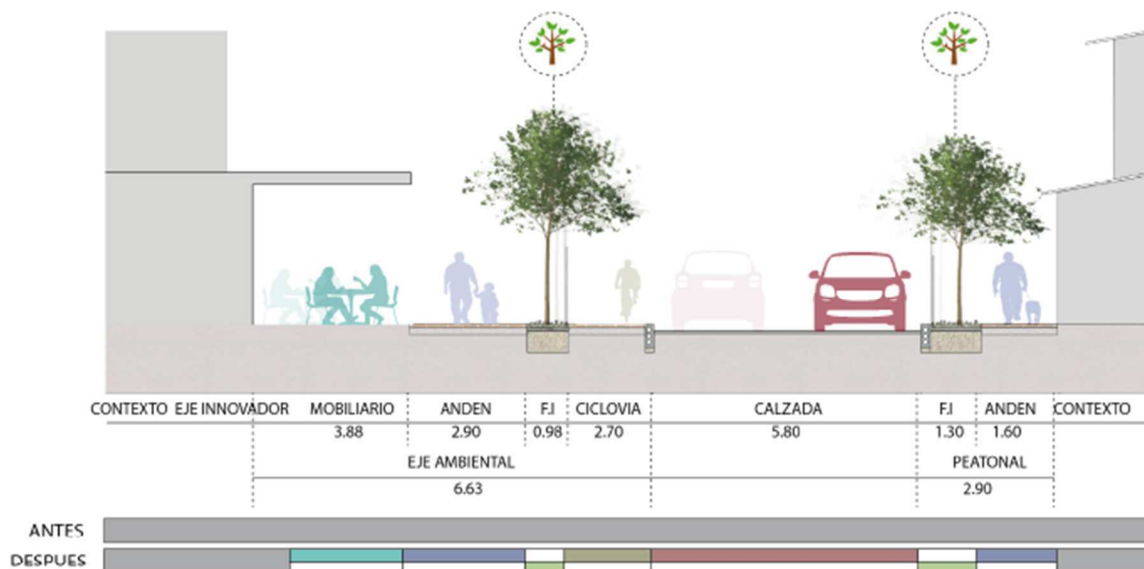 CONTEXTO EJE INNOVADOR MOBILIARIO ANDEN F.I CICLOVIA CALZADA F.I ANDEN CONTEXTO
3.88 2.90 0.98 2.70 5.80 1.30 1.60
EJE AMBIENTAL PEATONAL
6.63 2.90
ANTES
DESPUES